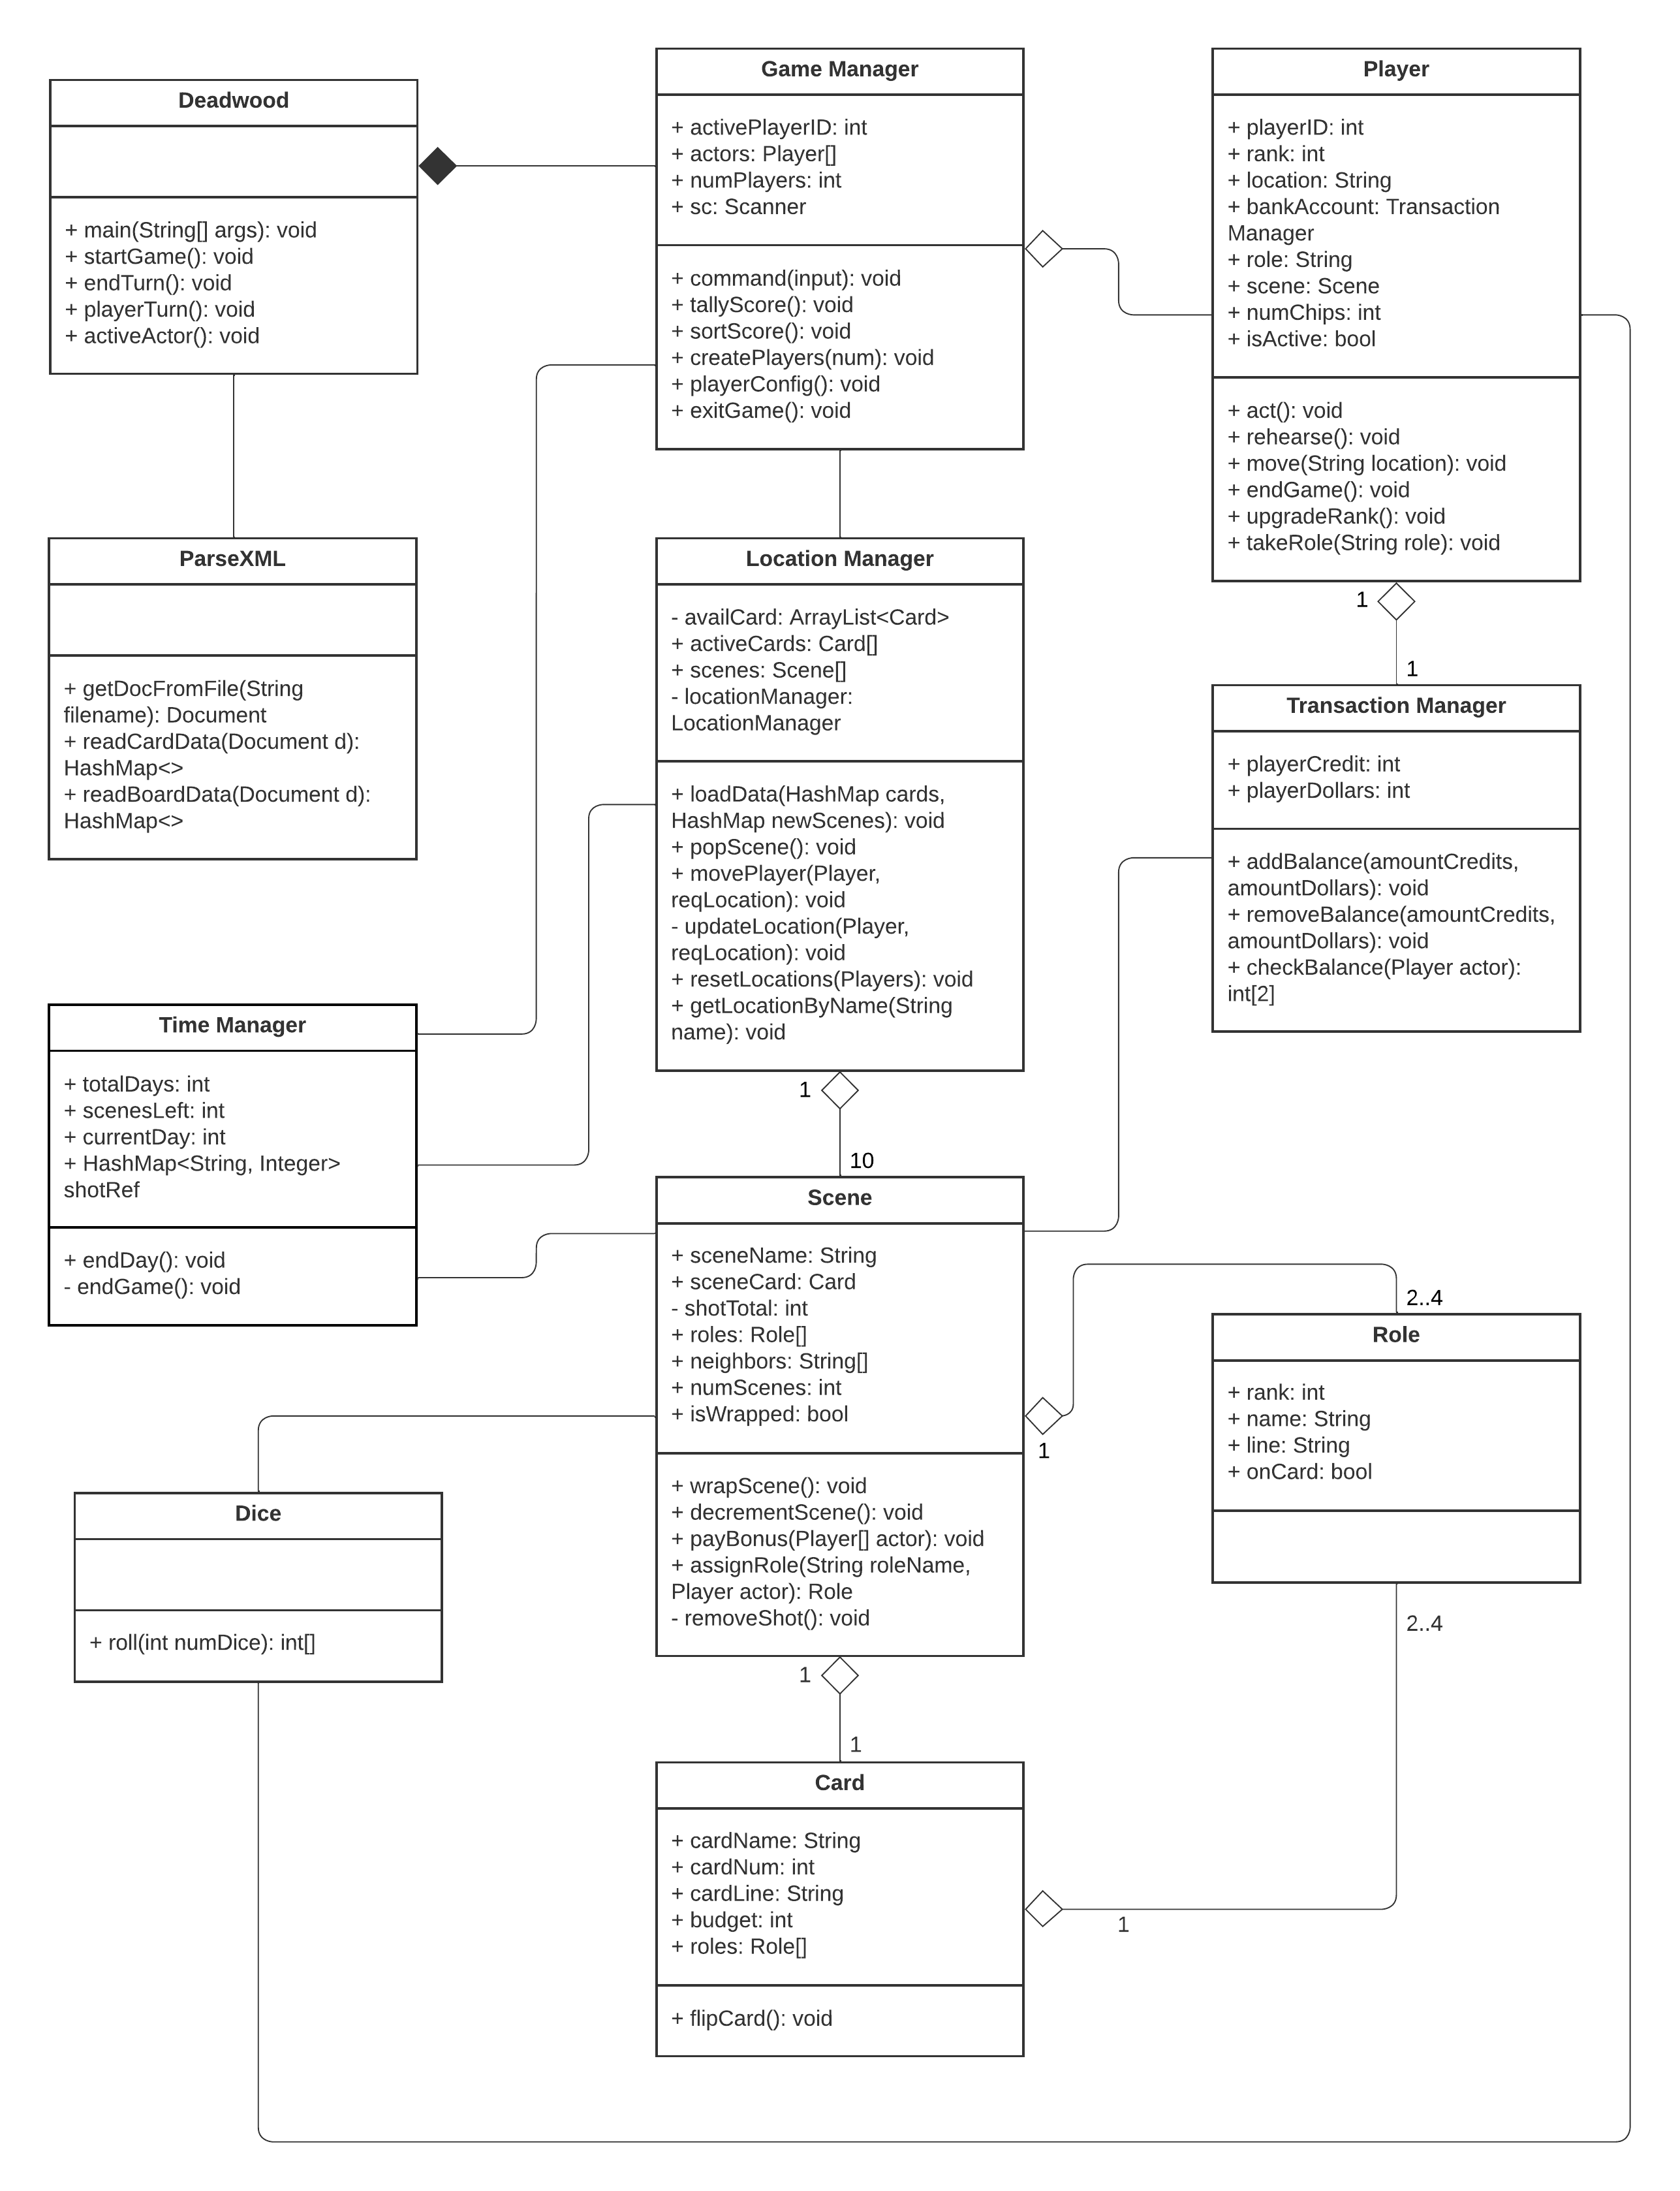 Deadwood
+ main(String[] args): void
+ startGame(): void
+ endTurn(): void
+ playerTurn(): void
+ activeActor(): void
Game Manager
+ activePlayerID: int
+ actors: Player[]
+ numPlayers: int
+ sc: Scanner
+ command(input): void
+ tallyScore(): void
+ sortScore(): void
+ createPlayers(num): void
+ playerConfig(): void
+ exitGame(): void
Player
+ playerID: int
+ rank: int
+ location: String
+ bankAccount: Transaction
Manager
+ role: String
+ scene: Scene
+ numChips: int
+ isActive: bool
+ act(): void
+ rehearse(): void
+ move(String location): void
+ endGame(): void
+ upgradeRank(): void
+ takeRole(String role): void
1
1
ParseXML
+ getDocFromFile(String
filename): Document
+ readCardData(Document d):
HashMap<>
+ readBoardData(Document d):
HashMap<>
Location Manager
- availCard: ArrayList<Card>
+ activeCards: Card[]
+ scenes: Scene[]
- locationManager:
LocationManager
+ loadData(HashMap cards,
HashMap newScenes): void
+ popScene(): void
+ movePlayer(Player,
reqLocation): void
- updateLocation(Player,
reqLocation): void
+ resetLocations(Players): void
+ getLocationByName(String
name): void
1
10
Transaction Manager
+ playerCredit: int
+ playerDollars: int
+ addBalance(amountCredits,
amountDollars): void
+ removeBalance(amountCredits,
amountDollars): void
+ checkBalance(Player actor):
int[2]
Time Manager
+ totalDays: int
+ scenesLeft: int
+ currentDay: int
+ HashMap<String, Integer>
shotRef
+ endDay(): void
- endGame(): void
Scene
+ sceneName: String
+ sceneCard: Card
- shotTotal: int
+ roles: Role[]
+ neighbors: String[]
+ numScenes: int
+ isWrapped: bool
+ wrapScene(): void
+ decrementScene(): void
+ payBonus(Player[] actor): void
+ assignRole(String roleName,
Player actor): Role
- removeShot(): void
1
1
2..4
Role
+ rank: int
+ name: String
+ line: String
+ onCard: bool
2..4
Dice
+ roll(int numDice): int[]
1
Card
+ cardName: String
+ cardNum: int
+ cardLine: String
+ budget: int
+ roles: Role[]
+ flipCard(): void
1